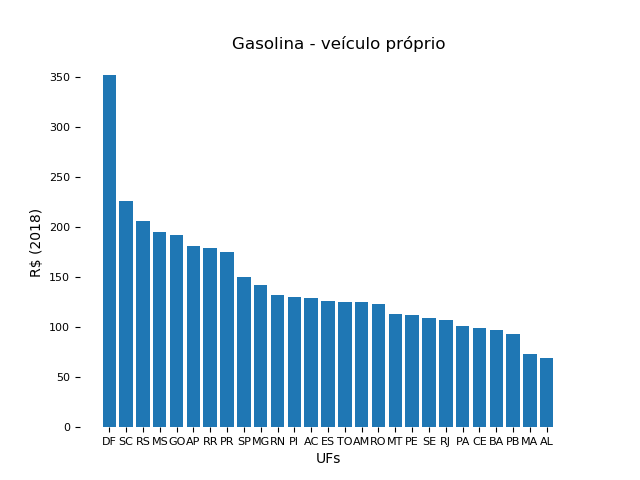 Gasolina - veículo próprio
R$ (2018)
350
300
250
200
150
100
50
0
DF SC RS MS GO AP RR PR SP MG RN PI AC ES TO AM RO MT PE SE RJ PA CE BA PB MA AL
UFs